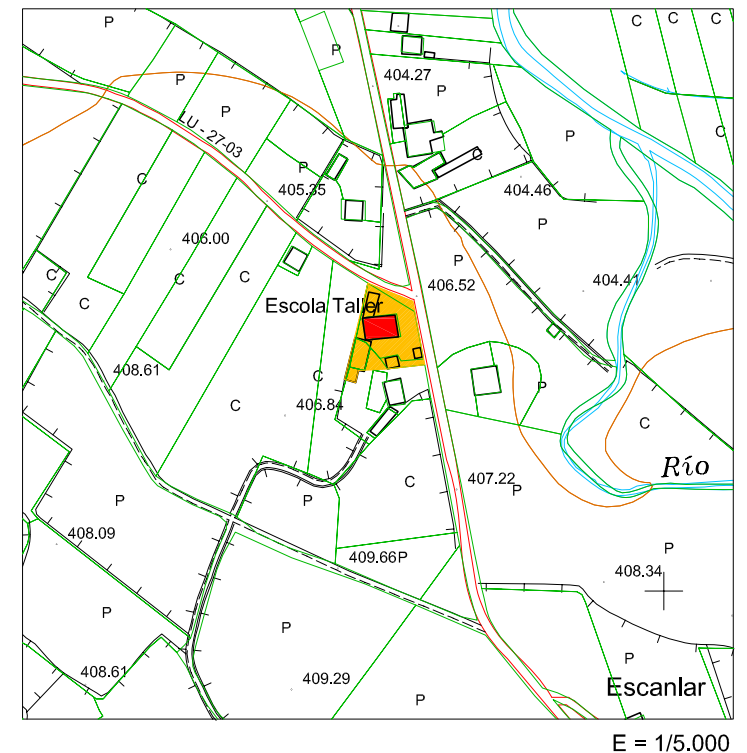 P
C
C
C
P
404.27
P
P
P
LU - 27-03
P
C
C
P
405.35
404.46
C
P
406.00
P
C
C
C
C
406.52
404.41
Escola Taller
408.61
C
P
406.84
C
C
Río
P
P
C
407.22
P
408.09
409.66
P
P
408.34
P
P
P
408.61
409.29
Escanlar
P
E = 1/5.000